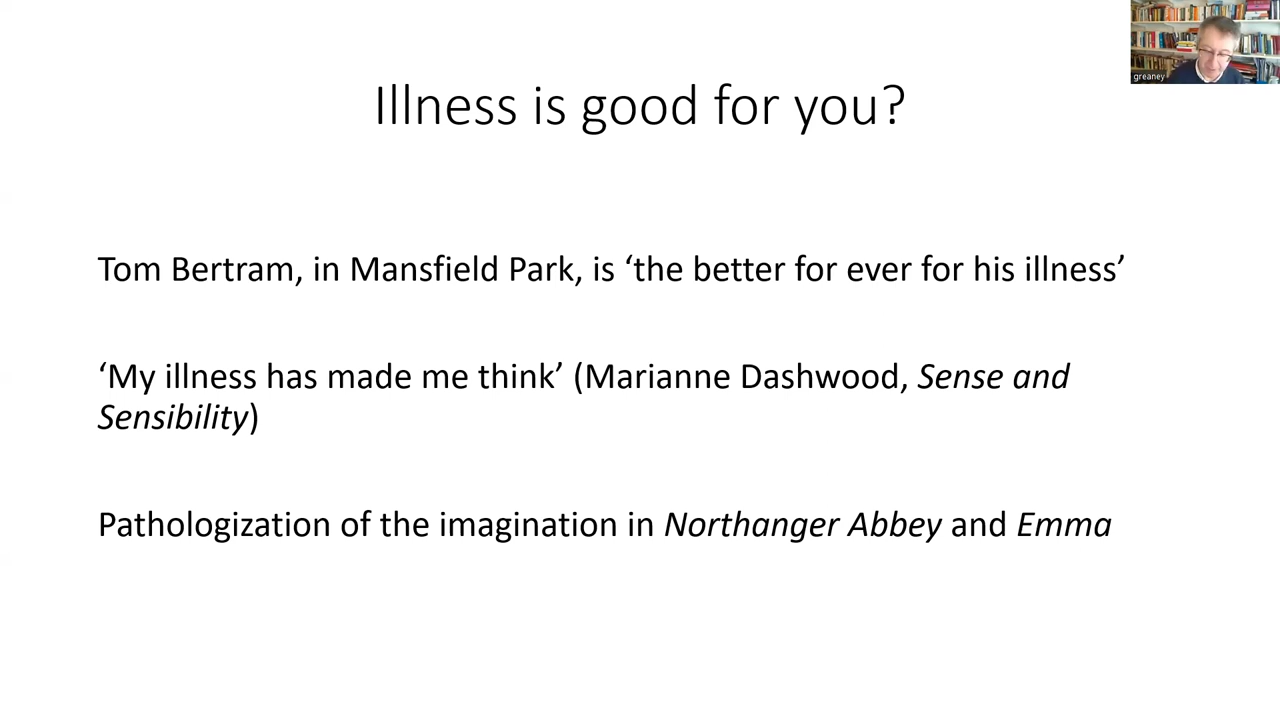 greaney
Illness is good for you?
Tom Bertram, in Mansfield Park, is ‘the better for ever for his illness’
‘My illness has made me think’ (Marianne Dashwood, Sense and
Sensibility)
Pathologization of the imagination in Northanger Abbey and Emma